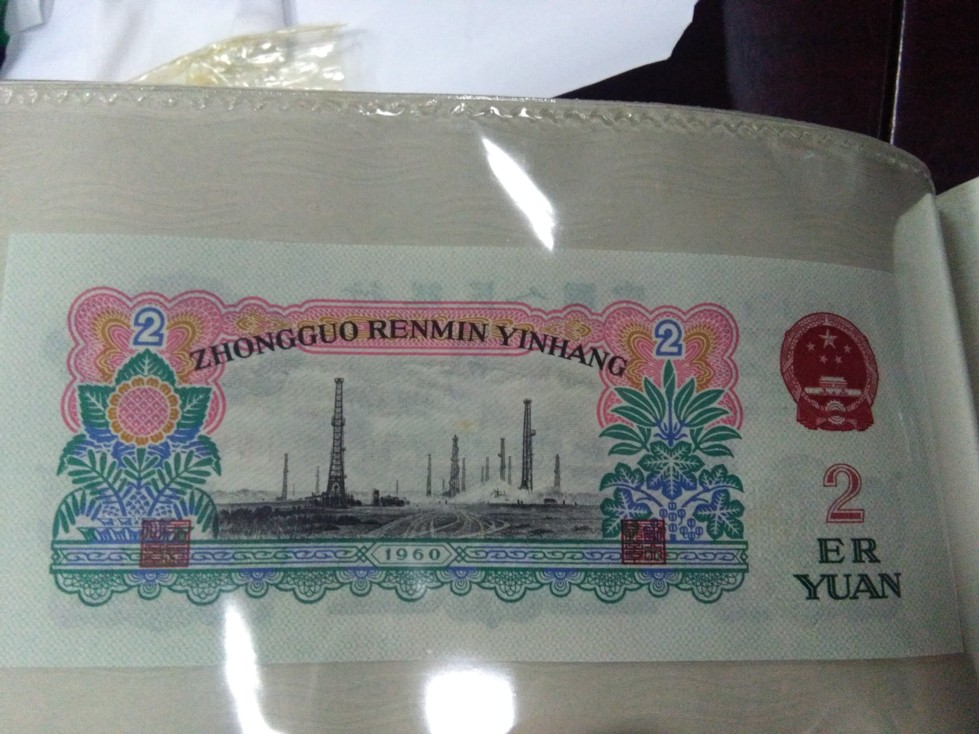 2
2
ZHONGGUO RENMIN YINHANG
1960
2
ER
YUAN